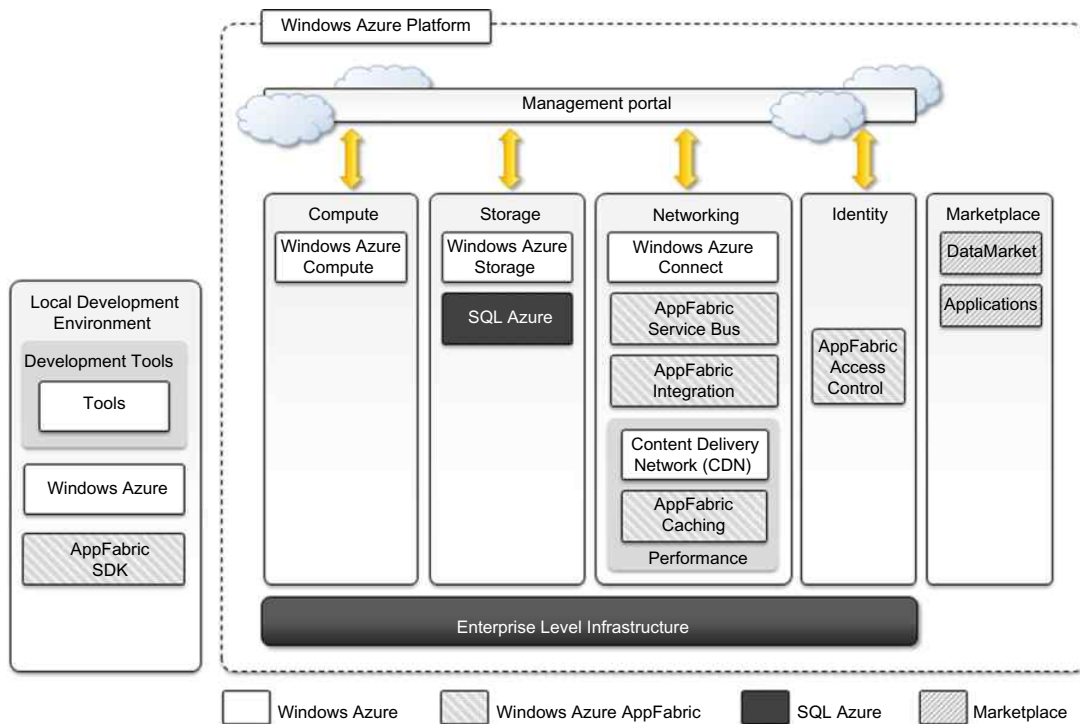 Windows Azure Platform
Management portal
Compute
Windows Azure
Compute
Storage
Windows Azure
Storage
SQL Azure
Networking
Windows Azure
Connect
AppFabric
Service Bus
AppFabric
Integration
Content Delivery
Network (CDN)
AppFabric
Caching
Performance
Identity
AppFabric
Access
Control
Marketplace
DataMarket
Applications
Local Development
Environment
Development Tools
Tools
Windows Azure
AppFabric
SDK
Enterprise Level Infrastructure
Windows Azure
Windows Azure AppFabric
SQL Azure
Marketplace